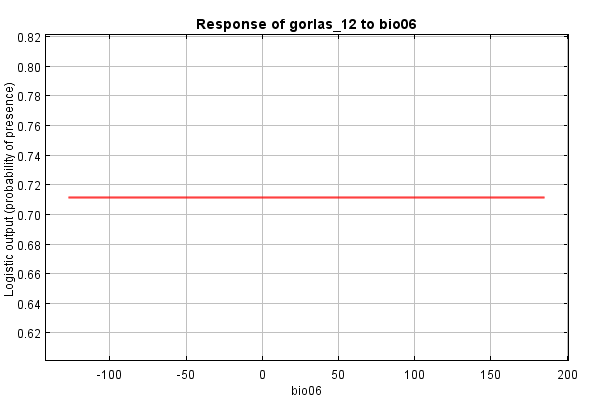 Response of gorlas_12 to bio06
Logistic output (probability of presence)
0.82
0.80
0.78
0.76
0.74
0.72
0.70
0.68
0.66
0.64
0.62
-100 -50 0 50 100 150 200
bio06